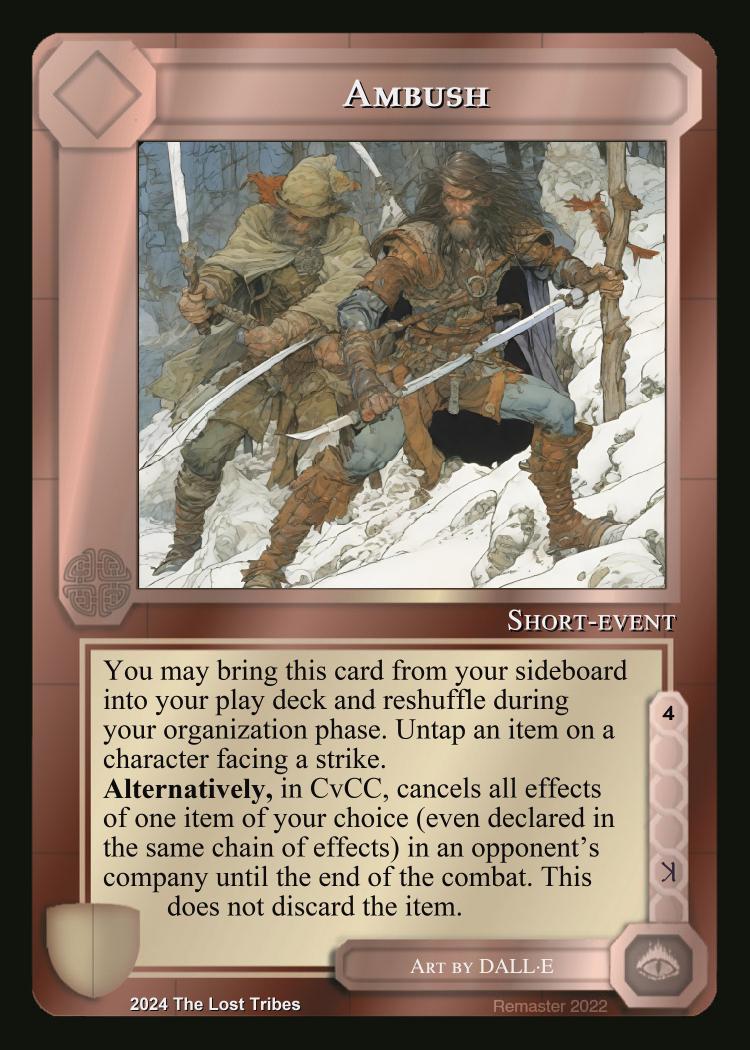 Ambush
Short-event
You may bring this card from your sideboard
into your play deck and reshuffle during
your organization phase. Untap an item on a
character facing a strike.
Alternatively, in CvCC, cancels all effects
of one item of your choice (even declared in
the same chain of effects) in an opponent's
company until the end of the combat. This
does not discard the item.
4
Art by DALL·E
2024 The Lost Tribes
Remaster 2022